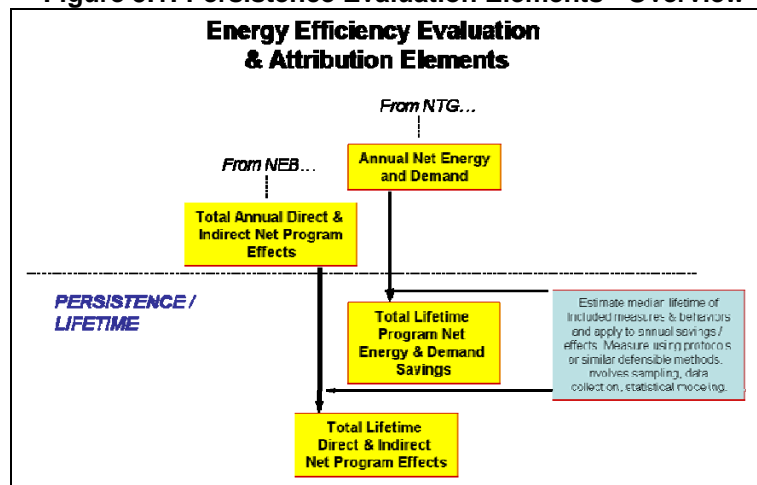 Energy Efficiency Evaluation
& Attribution Elements
From NTG...
From NEB...
Annual Net Energy
and Demand
Total Annual Direct &
Indirect Net Program
Effects
PERSISTENCE /
LIFETIME
Total Lifetime
Program Net
Energy & Demand
Savings
Estimate median lifetime of
included measures & behaviors
and apply to annual savings /
effects. Measure using protocols
or similar defensible methods.
Involves sampling, data
collection, statistical modeling.
Total Lifetime
Direct & Indirect
Net Program Effects